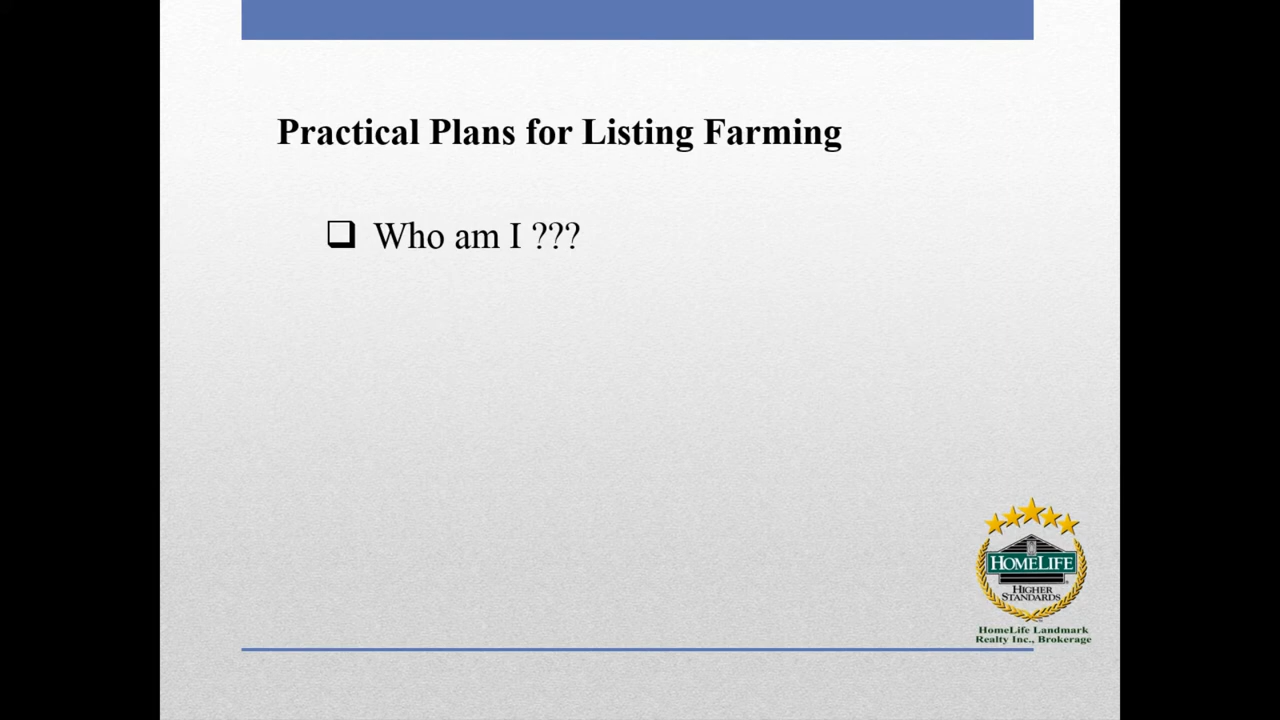 Practical Plans for Listing Farming
❑ Who am I ???
HOMELIFE
HIGHER
STANDARDS
HomeLife Landmark
Realty Inc., Brokerage